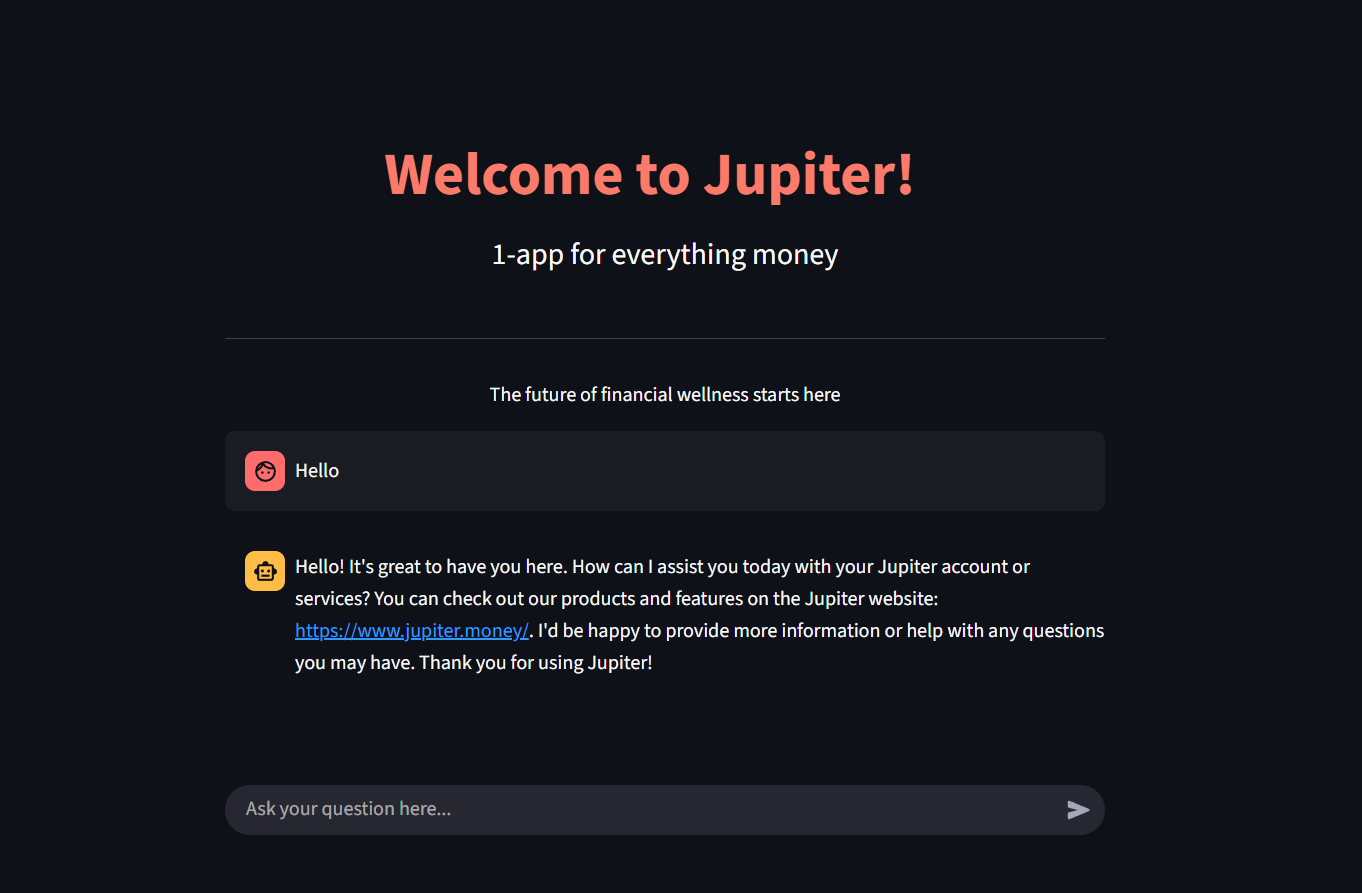 Welcome to Jupiter!
1-app for everything money
The future of financial wellness starts here
Hello
Hello! It's great to have you here. How can I assist you today with your Jupiter account or
services? You can check out our products and features on the Jupiter website:
https://www.jupiter.money/. I'd be happy to provide more information or help with any questions
you may have. Thank you for using Jupiter!
Ask your question here...